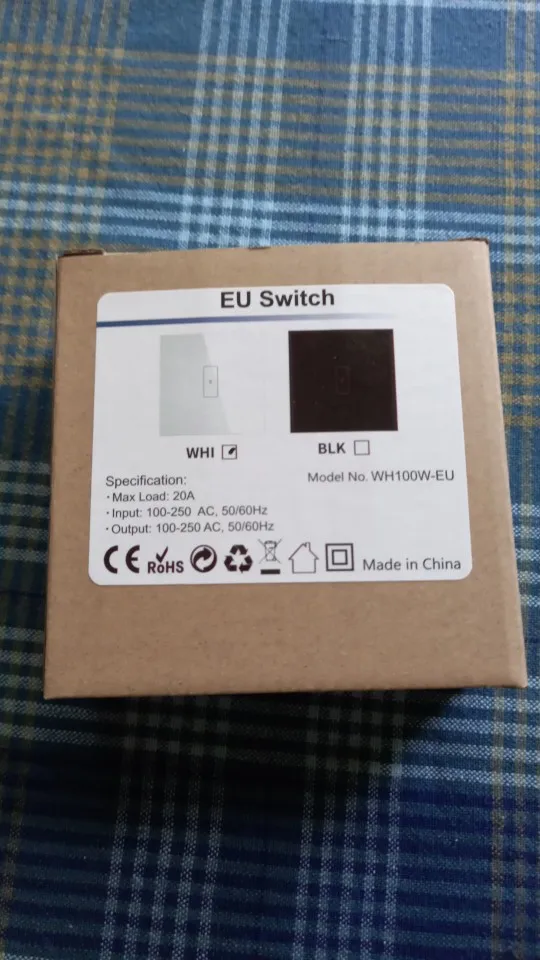 EU Switch
WHI BLK
Specification: Model No. WH100W-EU
·Max Load: 20A
·Input: 100-250 AC, 50/60Hz
·Output: 100-250 AC, 50/60Hz
CE RoHS Made in China